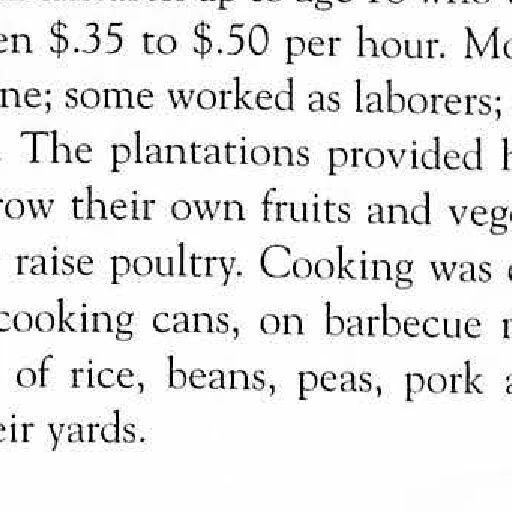 en $.35 to $.50 per hour. Mo
ne; some worked as laborers;
. The plantations provided h
row their own fruits and veg
raise poultry. Cooking was
cooking cans, on barbecue r
of rice, beans, peas, pork a
eir yards.